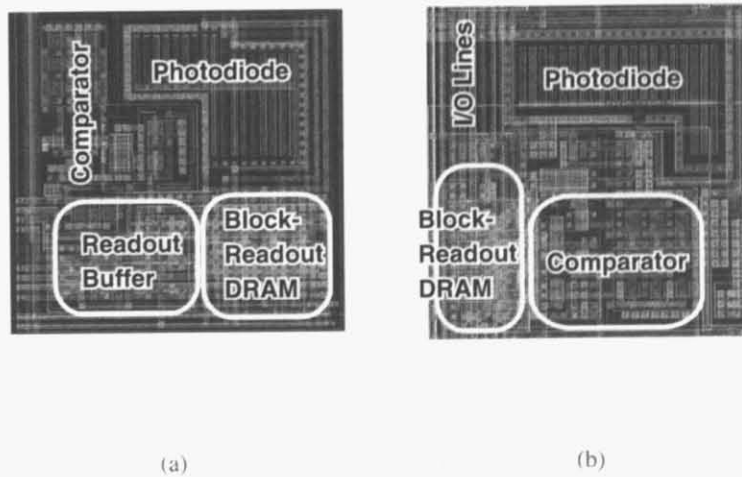 Comparator
Photodiode
Readout
Buffer
Block-
Readout
DRAM
(a)
I/O Lines
Photodiode
Block-
Readout
DRAM
Comparator
(b)